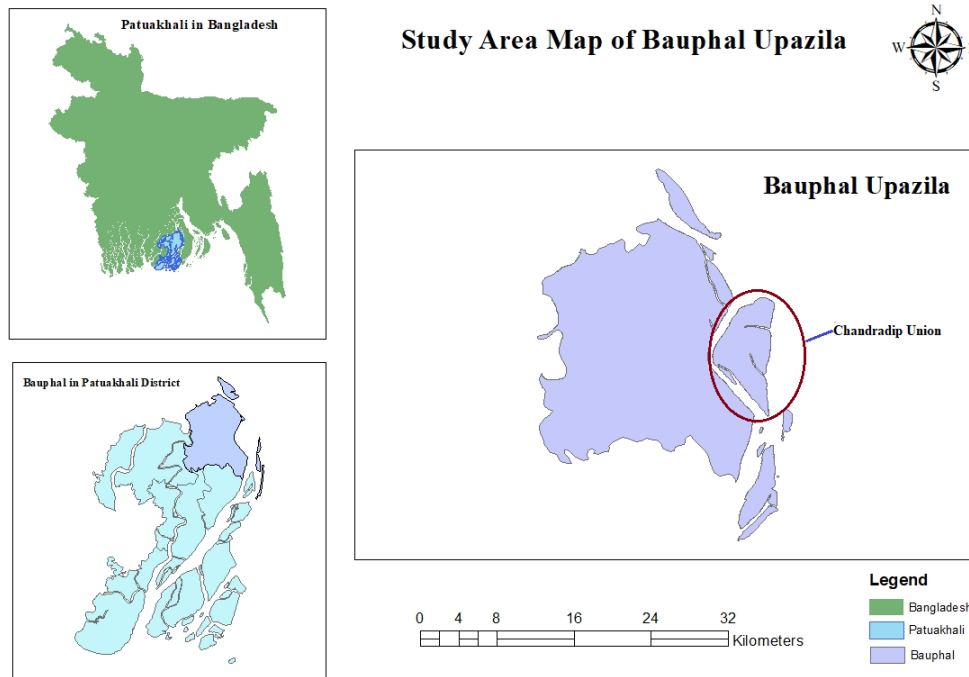 Patuakhali in Bangladesh
Study Area Map of Bauphal Upazila
N
W
S
Bauphal Upazila
Chandradip Union
Bauphal in Patuakhali District
Legend
Bangladesh
Patuakhali
Bauphal
0 4 8 16 24 32
Kilometers